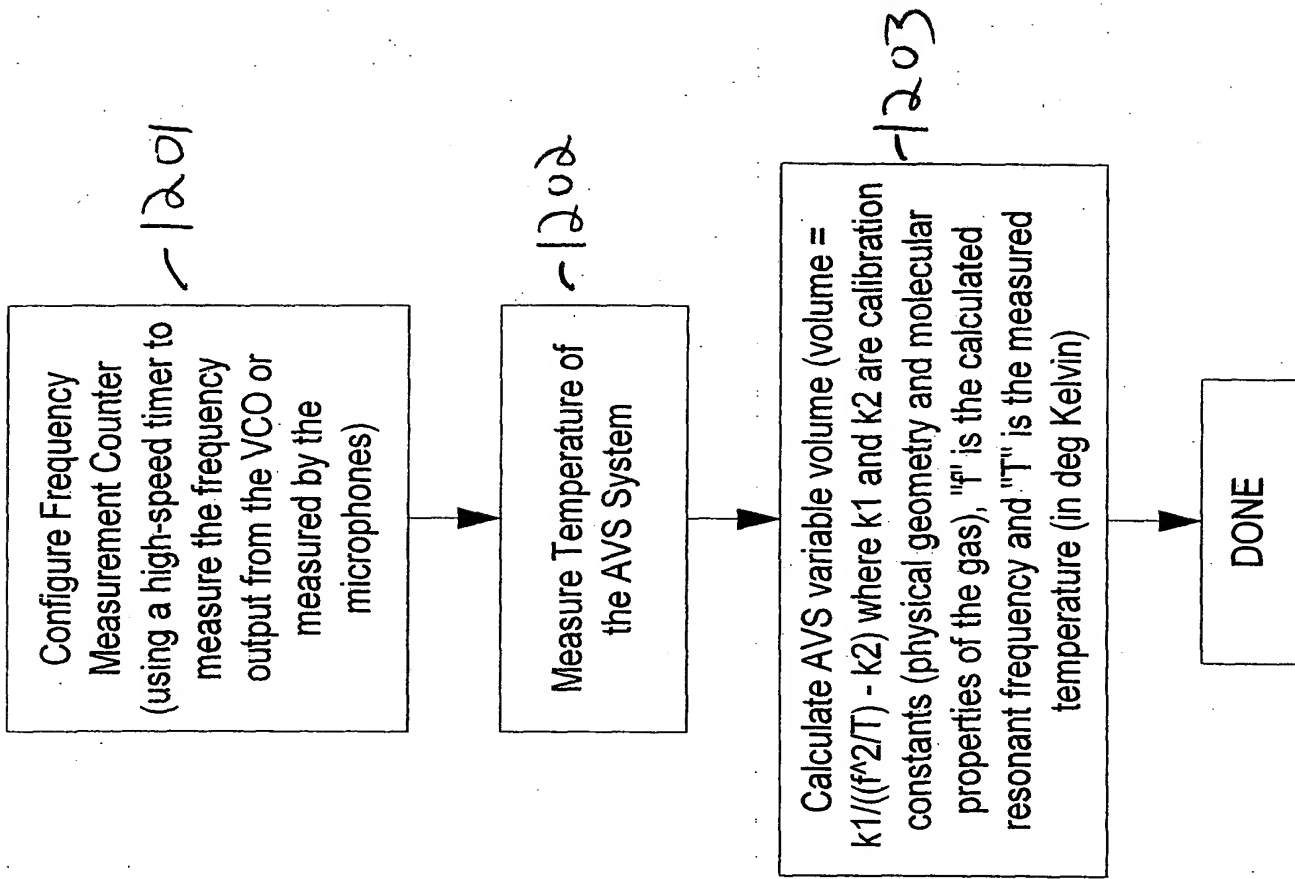 Configure Frequency
Measurement Counter
(using a high-speed timer to
measure the frequency
output from the VCO or
measured by the
microphones)
~1201
Measure Temperature of
the AVS System
~1202
Calculate AVS variable volume (volume =
k1/((f^2/T) - k2) where k1 and k2 are calibration
constants (physical geometry and molecular
properties of the gas), "f" is the calculated
resonant frequency and "T" is the measured
temperature (in deg Kelvin)
~1203
DONE